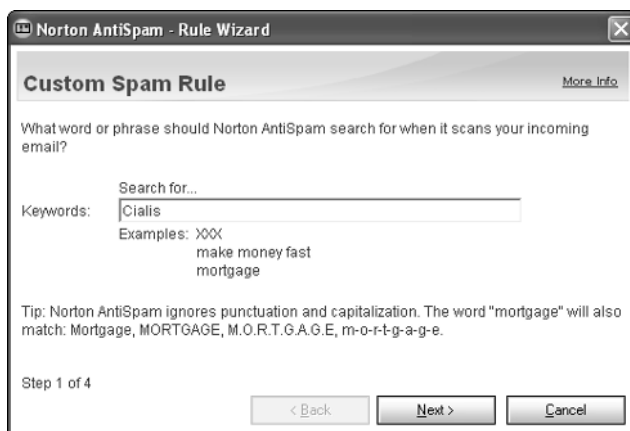 Norton AntiSpam - Rule Wizard
Custom Spam Rule
More Info
What word or phrase should Norton AntiSpam search for when it scans your incoming
email?
Search for...
Keywords: Cialis
Examples: XXX
make money fast
mortgage
Tip: Norton AntiSpam ignores punctuation and capitalization. The word "mortgage" will also
match: Mortgage, MORTGAGE, M.O.R.T.G.A.G.E, m-o-r-t-g-a-g-e.
Step 1 of 4
< Back Next > Cancel